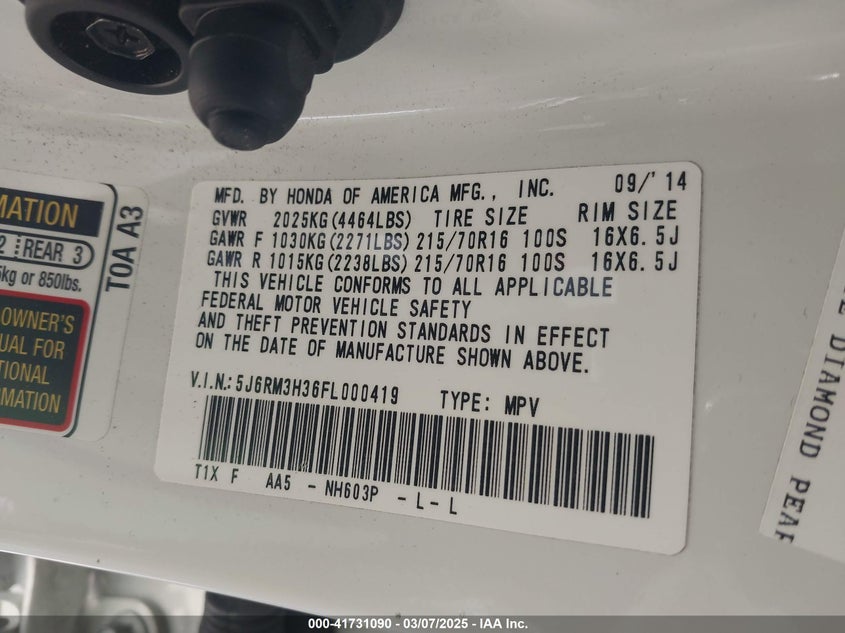 MFD. BY HONDA OF AMERICA MFG., INC. 09/'14
GVWR 2025KG(4464LBS) TIRE SIZE RIM SIZE
GAWR F 1030KG(2271LBS) 215/70R16 100S 16X6.5J
GAWR R 1015KG(2238LBS) 215/70R16 100S 16X6.5J
THIS VEHICLE CONFORMS TO ALL APPLICABLE
FEDERAL MOTOR VEHICLE SAFETY
AND THEFT PREVENTION STANDARDS IN EFFECT
ON THE DATE OF MANUFACTURE SHOWN ABOVE.
V.I.N.:5J6RM3H36FL000419 TYPE: MPV
T1X F AA5 - NH603P - L - L
MATION
2 REAR 3
kg or 850lbs.
OWNER'S
UAL FOR
TIONAL
MATION
T0A A3
DIAMOND PEAR
000-41731090 — 03/07/2025 — IAA Inc.